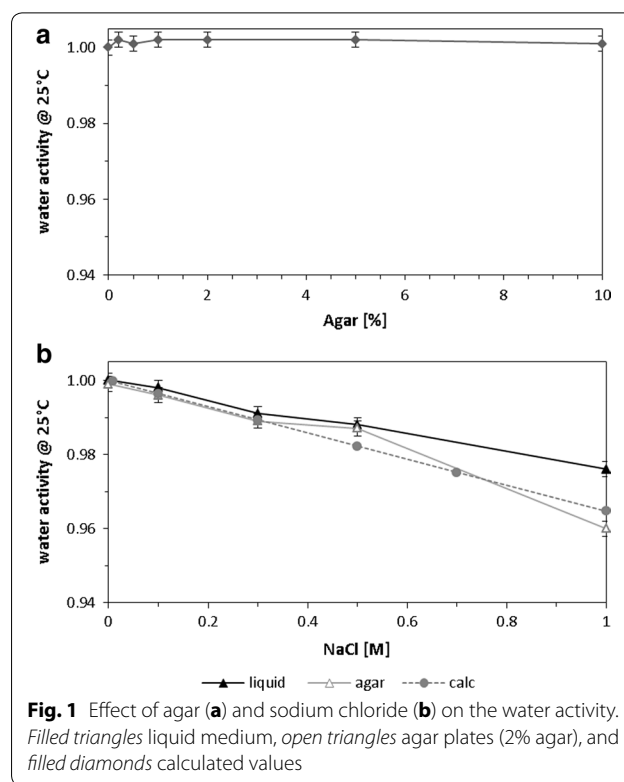 a
1.00
0.98
0.96
0.94
water activity @ 25°C
0 2 4 6 8 10
Agar [%]
b
1.00
0.98
0.96
0.94
water activity @ 25°C
0 0.2 0.4 0.6 0.8 1
NaCl [M]
liquid agar calc
Fig. 1 Effect of agar (a) and sodium chloride (b) on the water activity.
Filled triangles liquid medium, open triangles agar plates (2% agar), and
filled diamonds calculated values